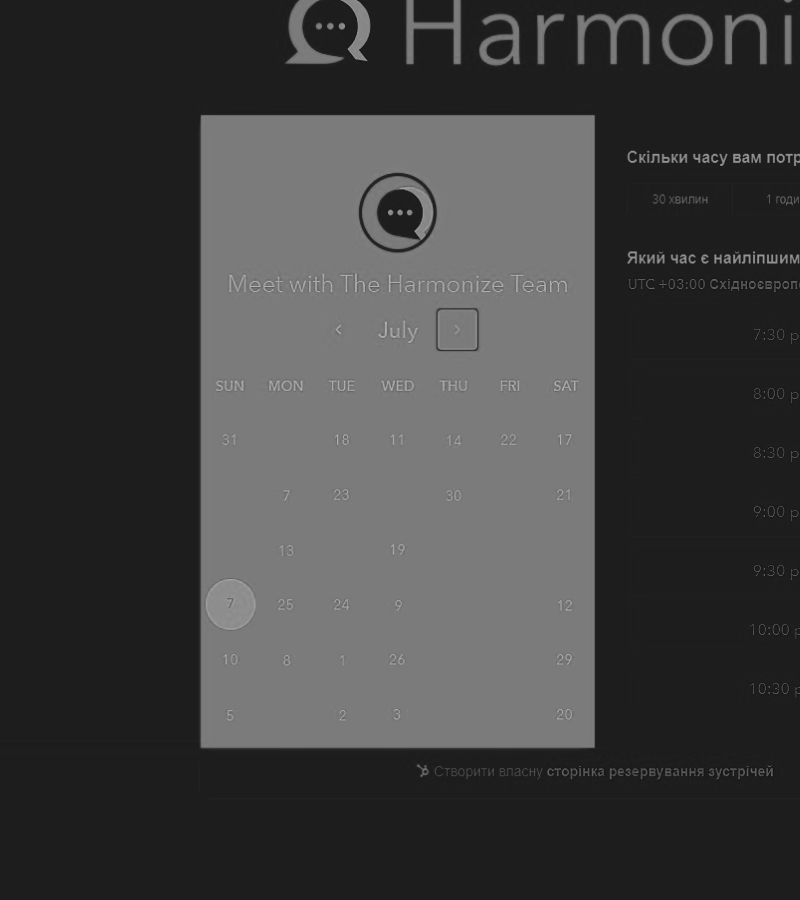 Harmoni
Meet with The Harmonize Team
July
SUN MON TUE WED THU FRI SAT
31 18 11 14 22 17
7 23 30 21
13 19
7 25 24 9 12
10 8 1 26 29
5 2 3 20
Скільки часу вам потр
30 хвилин 1 годи
Який час є найліпшим
UTC +03:00 Східноєвропе
7:30 p
8:00 p
8:30 p
9:00 p
9:30 p
10:00 p
10:30 p
Створити власну сторінка резервування зустрічей